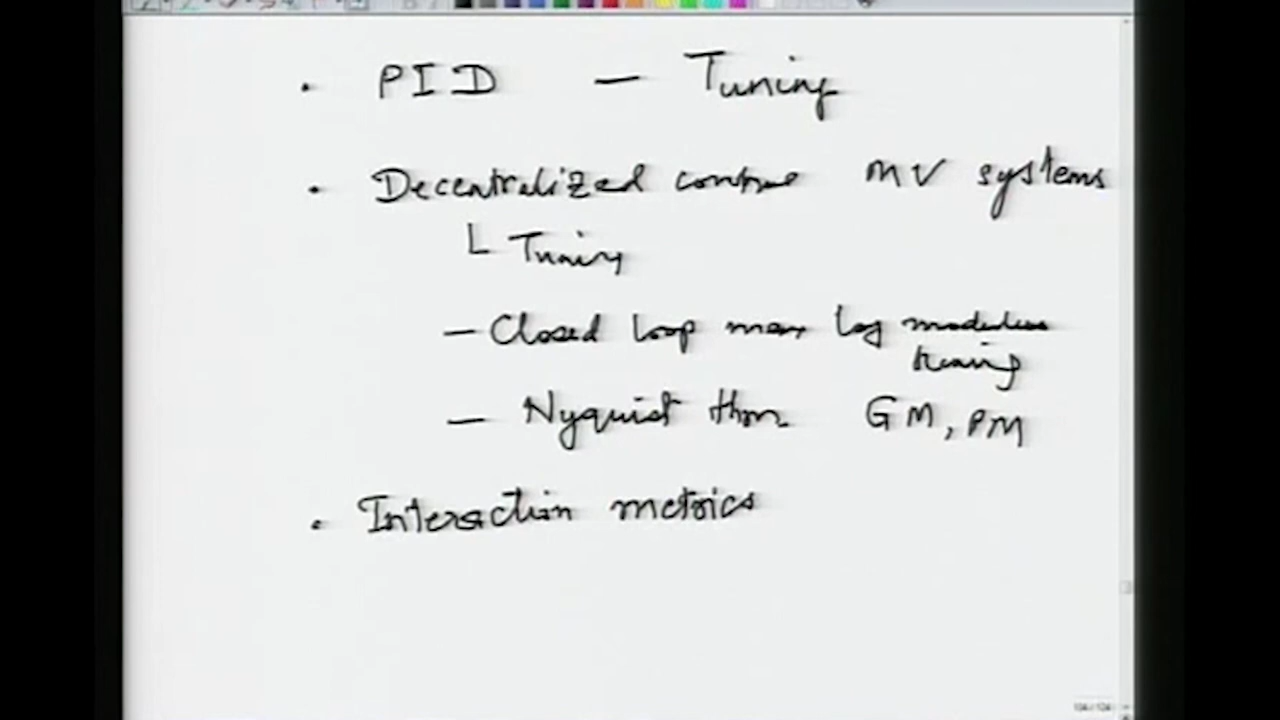 . PID — Tuning
. Decentralized control MV systems
└ Tuning
— Closed loop max log modulus
tuning
— Nyquist thm GM, PM
. Interaction metrics